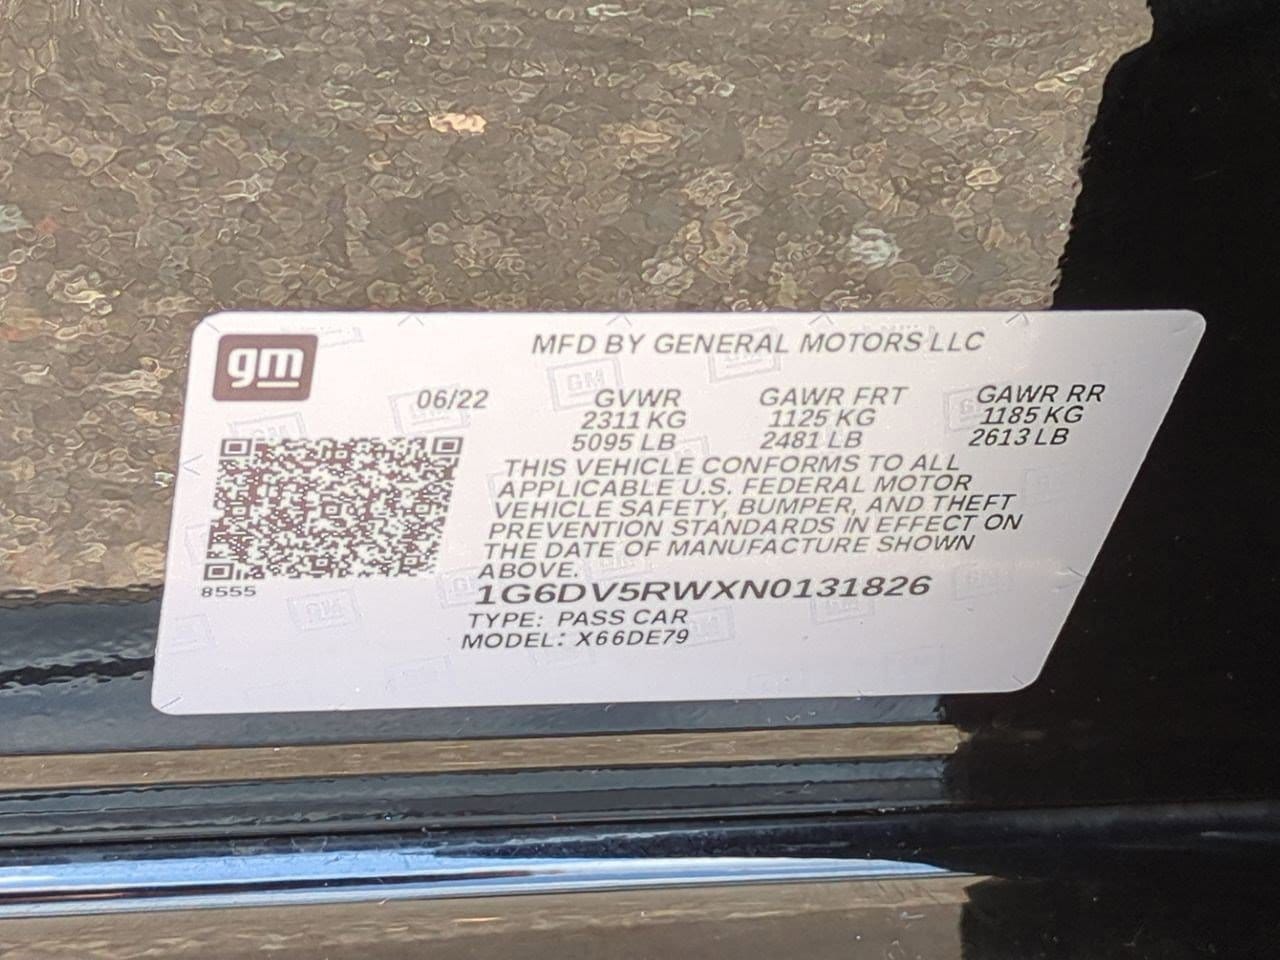 gm
MFD BY GENERAL MOTORS LLC
06/22 GVWR GAWR FRT GAWR RR
2311 KG 1125 KG 1185 KG
5095 LB 2481 LB 2613 LB
THIS VEHICLE CONFORMS TO ALL
APPLICABLE U.S. FEDERAL MOTOR
VEHICLE SAFETY, BUMPER, AND THEFT
PREVENTION STANDARDS IN EFFECT ON
THE DATE OF MANUFACTURE SHOWN
ABOVE.
8555
1G6DV5RWXN0131826
TYPE: PASS CAR
MODEL: X66DE79